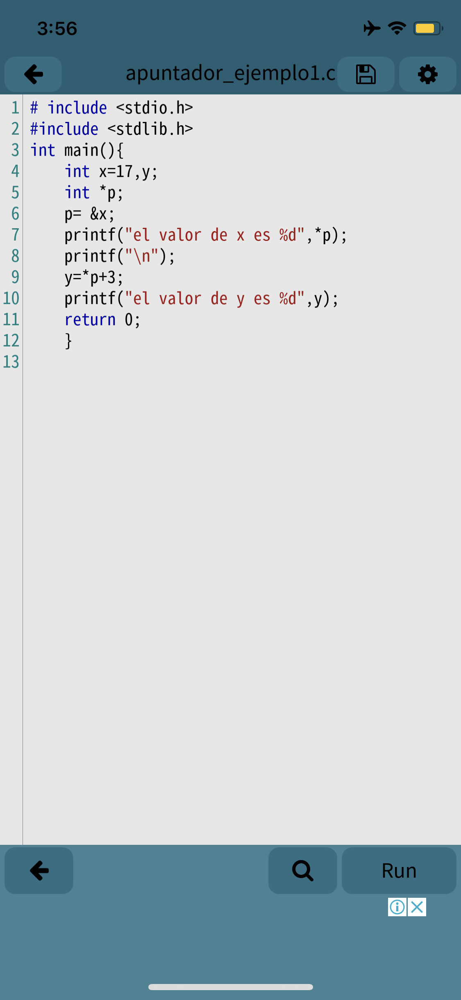 3:56
apuntador_ejemplo1.c
1 # include <stdio.h>
2 #include <stdlib.h>
3 int main(){
4     int x=17,y;
5     int *p;
6     p= &x;
7     printf("el valor de x es %d",*p);
8     printf("\n");
9     y=*p+3;
10     printf("el valor de y es %d",y);
11     return 0;
12     }
13
Run